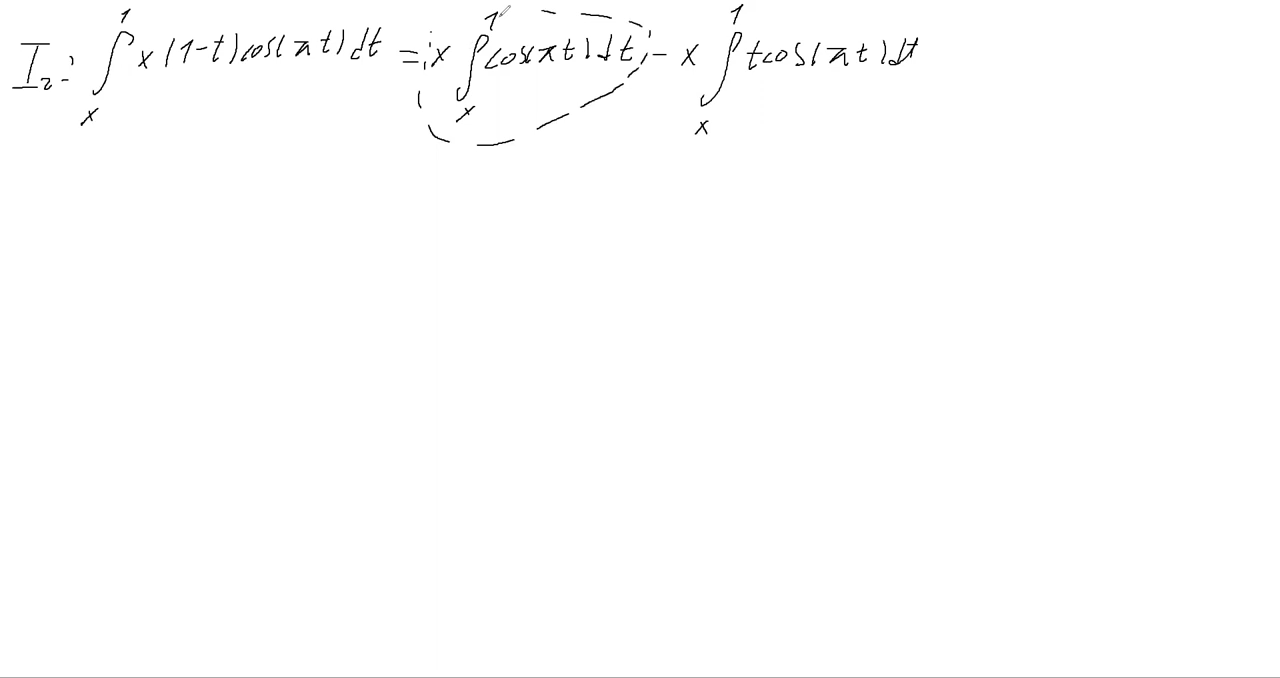 I₂ = ∫ₓ¹ x(1-t)cos(πt)dt = x ∫ₓ¹ cos(πt)dt - x ∫ₓ¹ tcos(πt)dt